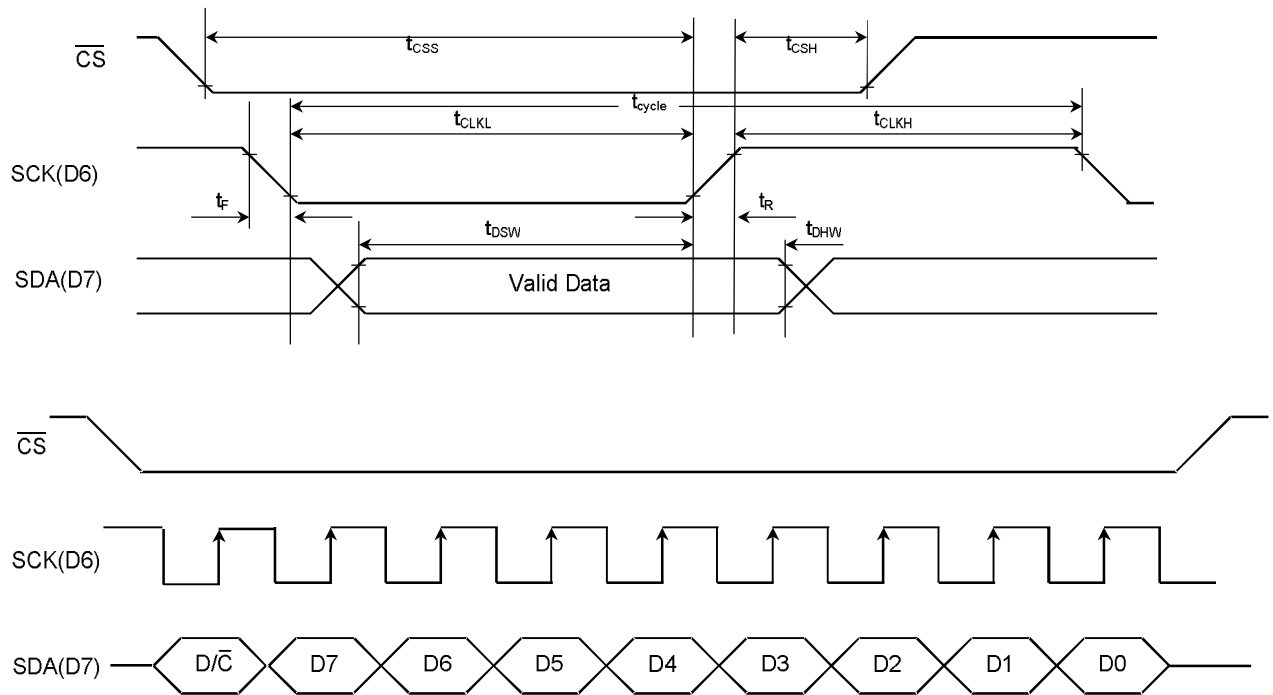 CS
tCSS
tCSH
tcycle
tCLKL
tCLKH
SCK(D6)
tF
tR
tDSW
tDHW
SDA(D7)
Valid Data
CS
SCK(D6)
SDA(D7) D/C D7 D6 D5 D4 D3 D2 D1 D0